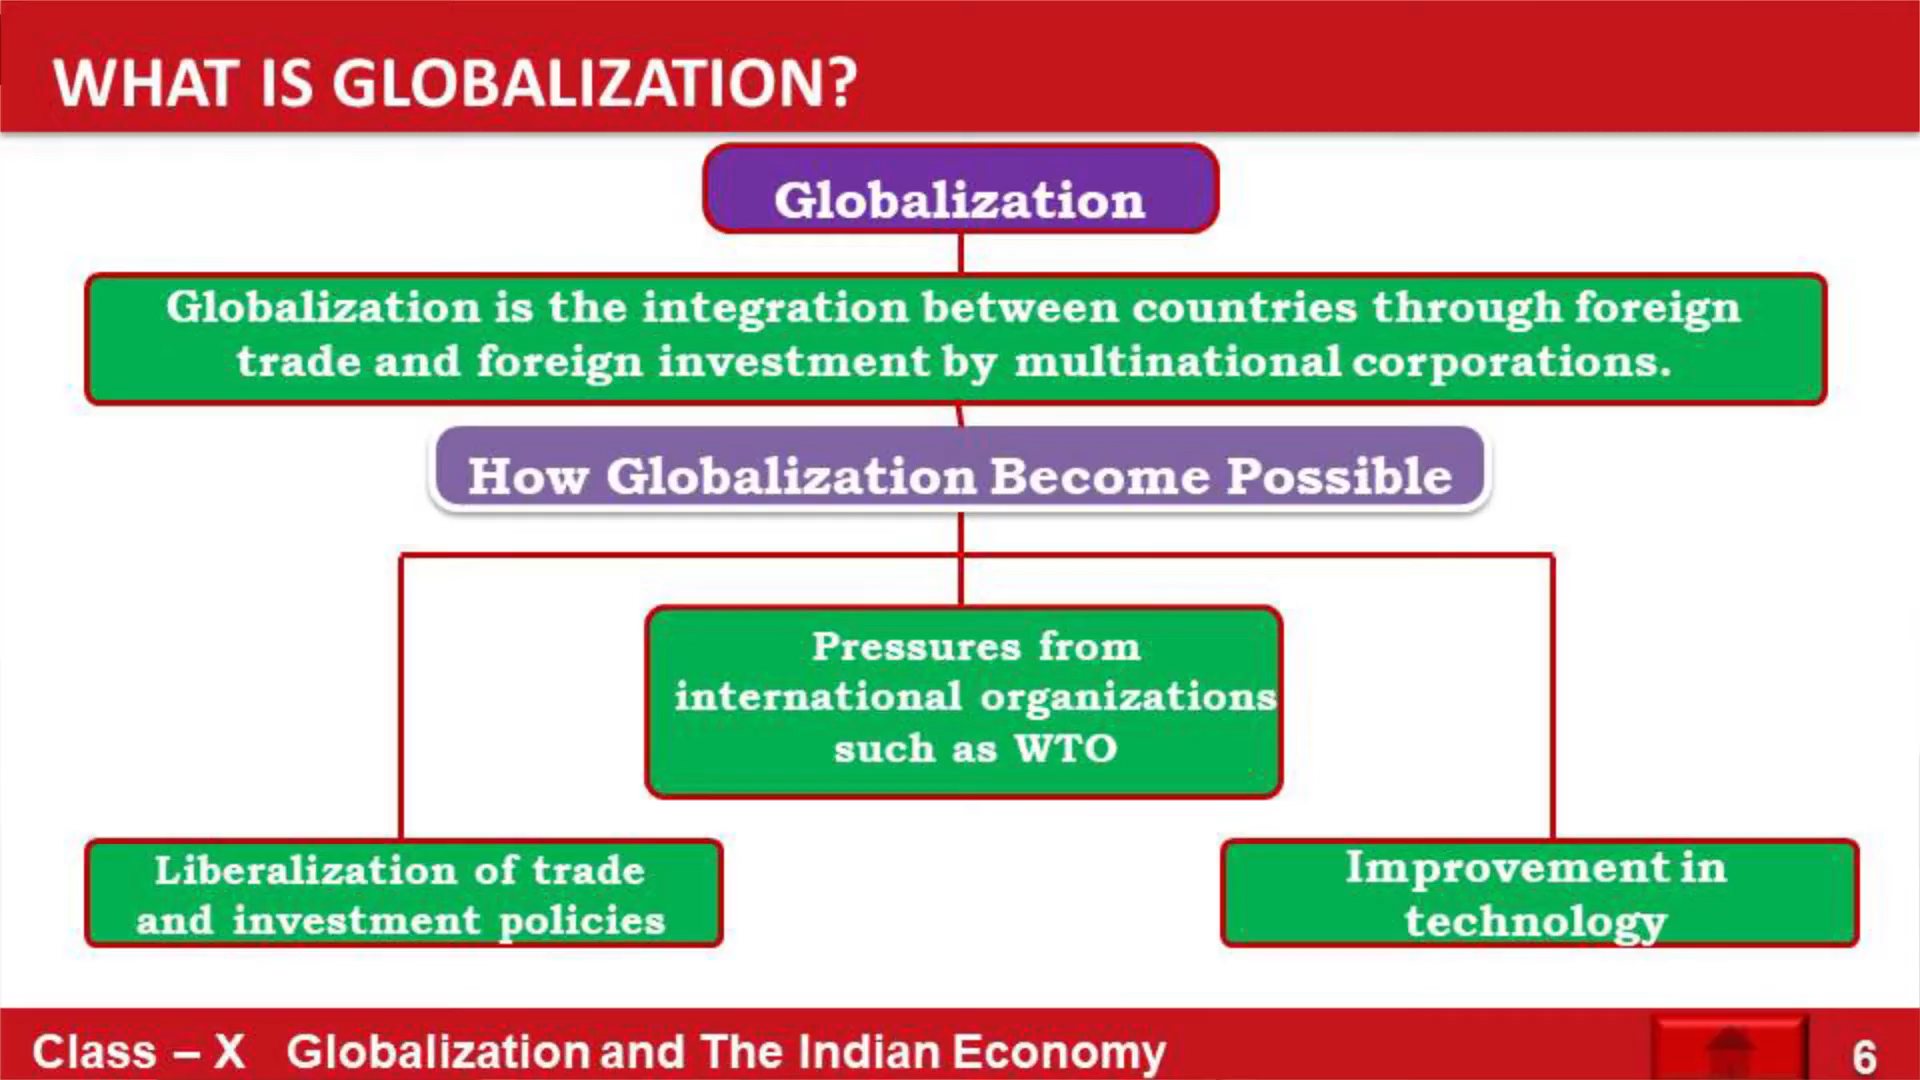 WHAT IS GLOBALIZATION?
Globalization
Globalization is the integration between countries through foreign
trade and foreign investment by multinational corporations.
How Globalization Become Possible
Pressures from
international organizations
such as WTO
Liberalization of trade
and investment policies
Improvement in
technology
Class – X Globalization and The Indian Economy
6